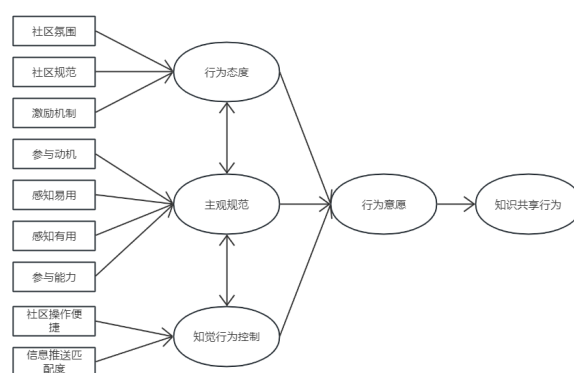 社区氛围
社区规范
激励机制
参与动机
感知易用
感知有用
参与能力
社区操作便
捷
信息推送匹
配度
行为态度
主观规范
知觉行为控制
行为意愿
知识共享行为